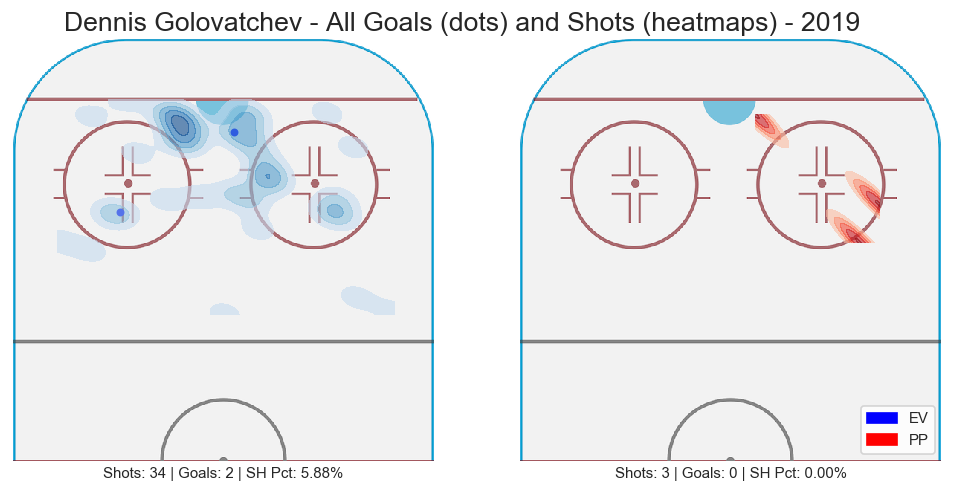 Dennis Golovatchev - All Goals (dots) and Shots (heatmaps) - 2019
EV
PP
Shots: 34 | Goals: 2 | SH Pct: 5.88%
Shots: 3 | Goals: 0 | SH Pct: 0.00%